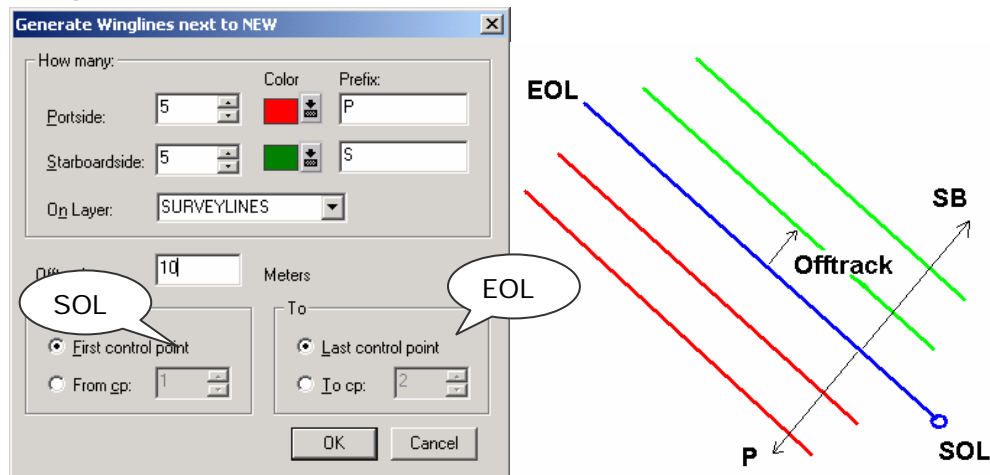 Generate Winglines next to NEW
How many:
Color Prefix:
Portside: 5 P
Starboardside: 5 S
On Layer: SURVEYLINES
10 Meters
SOL
EOL
To
First control point
Last control point
From cp: 1
To cp: 2
OK Cancel
EOL
SB
Offtrack
P
SOL